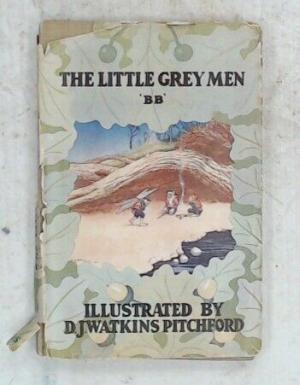 THE LITTLE GREY MEN
'BB'
ILLUSTRATED BY
D.J WATKINS PITCHFORD